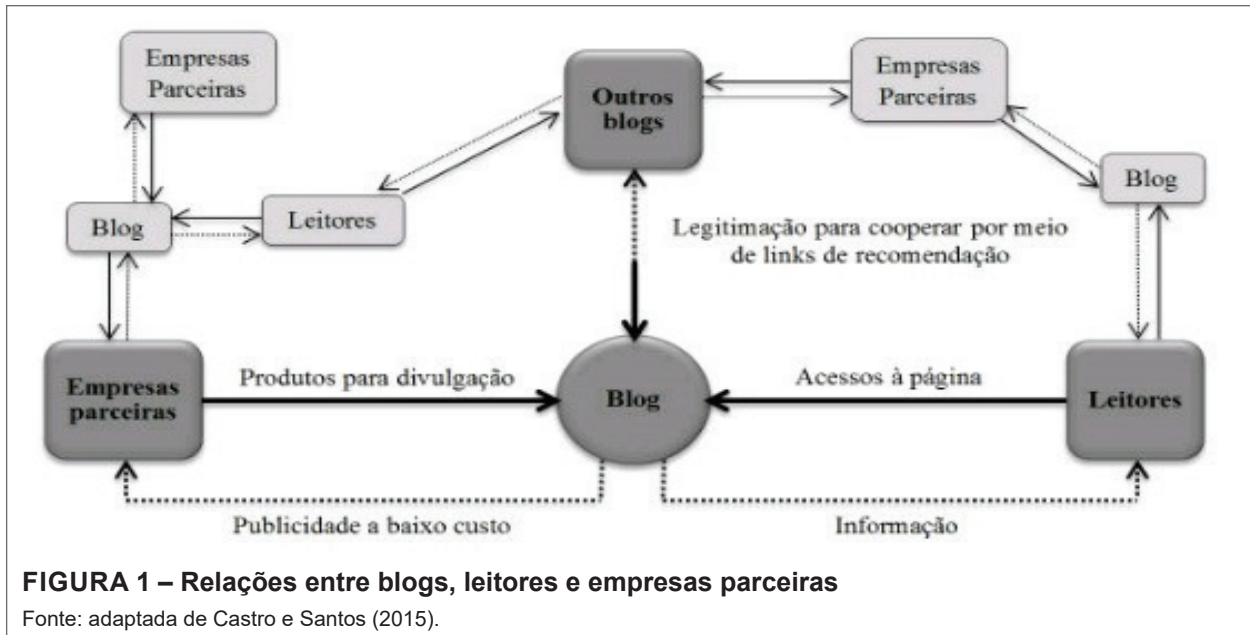 Empresas
Parceiras
Outros
blogs
Empresas
Parceiras
Blog
Leitores
Blog
Legitimação para cooperar por meio
de links de recomendação
Empresas
parceiras
Produtos para divulgação
Blog
Acessos à página
Leitores
Publicidade a baixo custo
Informação
FIGURA 1 – Relações entre blogs, leitores e empresas parceiras
Fonte: adaptada de Castro e Santos (2015).